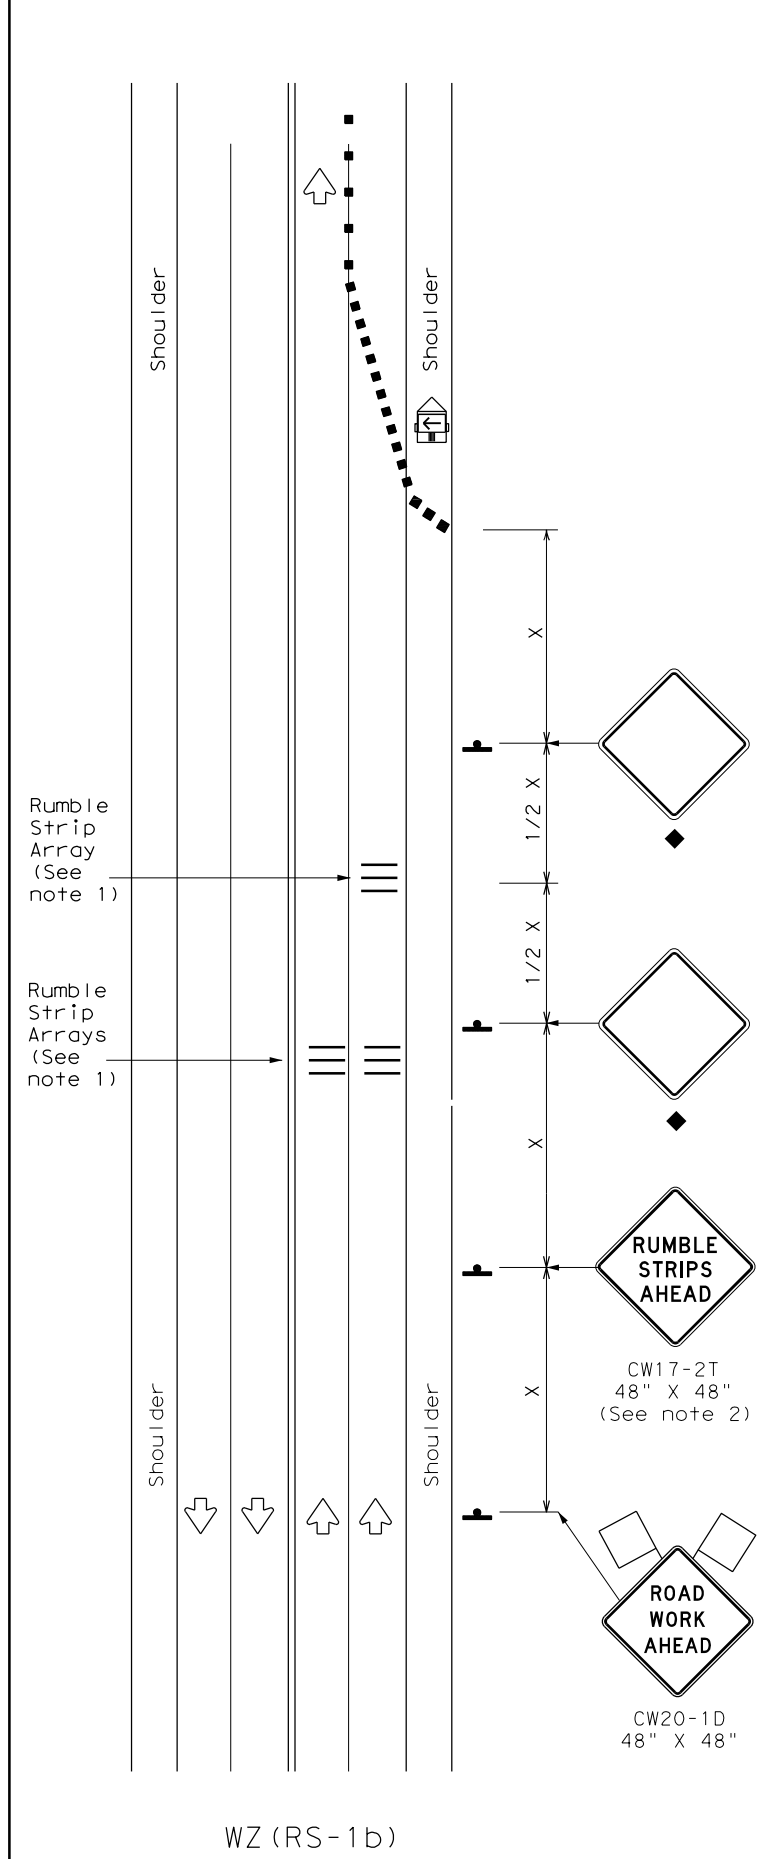 Shoulder
Shoulder
X
1/2 X
Rumble
Strip
Array
(See
note 1)
1/2 X
Rumble
Strip
Arrays
(See
note 1)
X
RUMBLE
STRIPS
AHEAD
CW17-2T
48" X 48"
(See note 2)
X
Shoulder
Shoulder
ROAD
WORK
AHEAD
CW20-1D
48" X 48"
WZ(RS-1b)